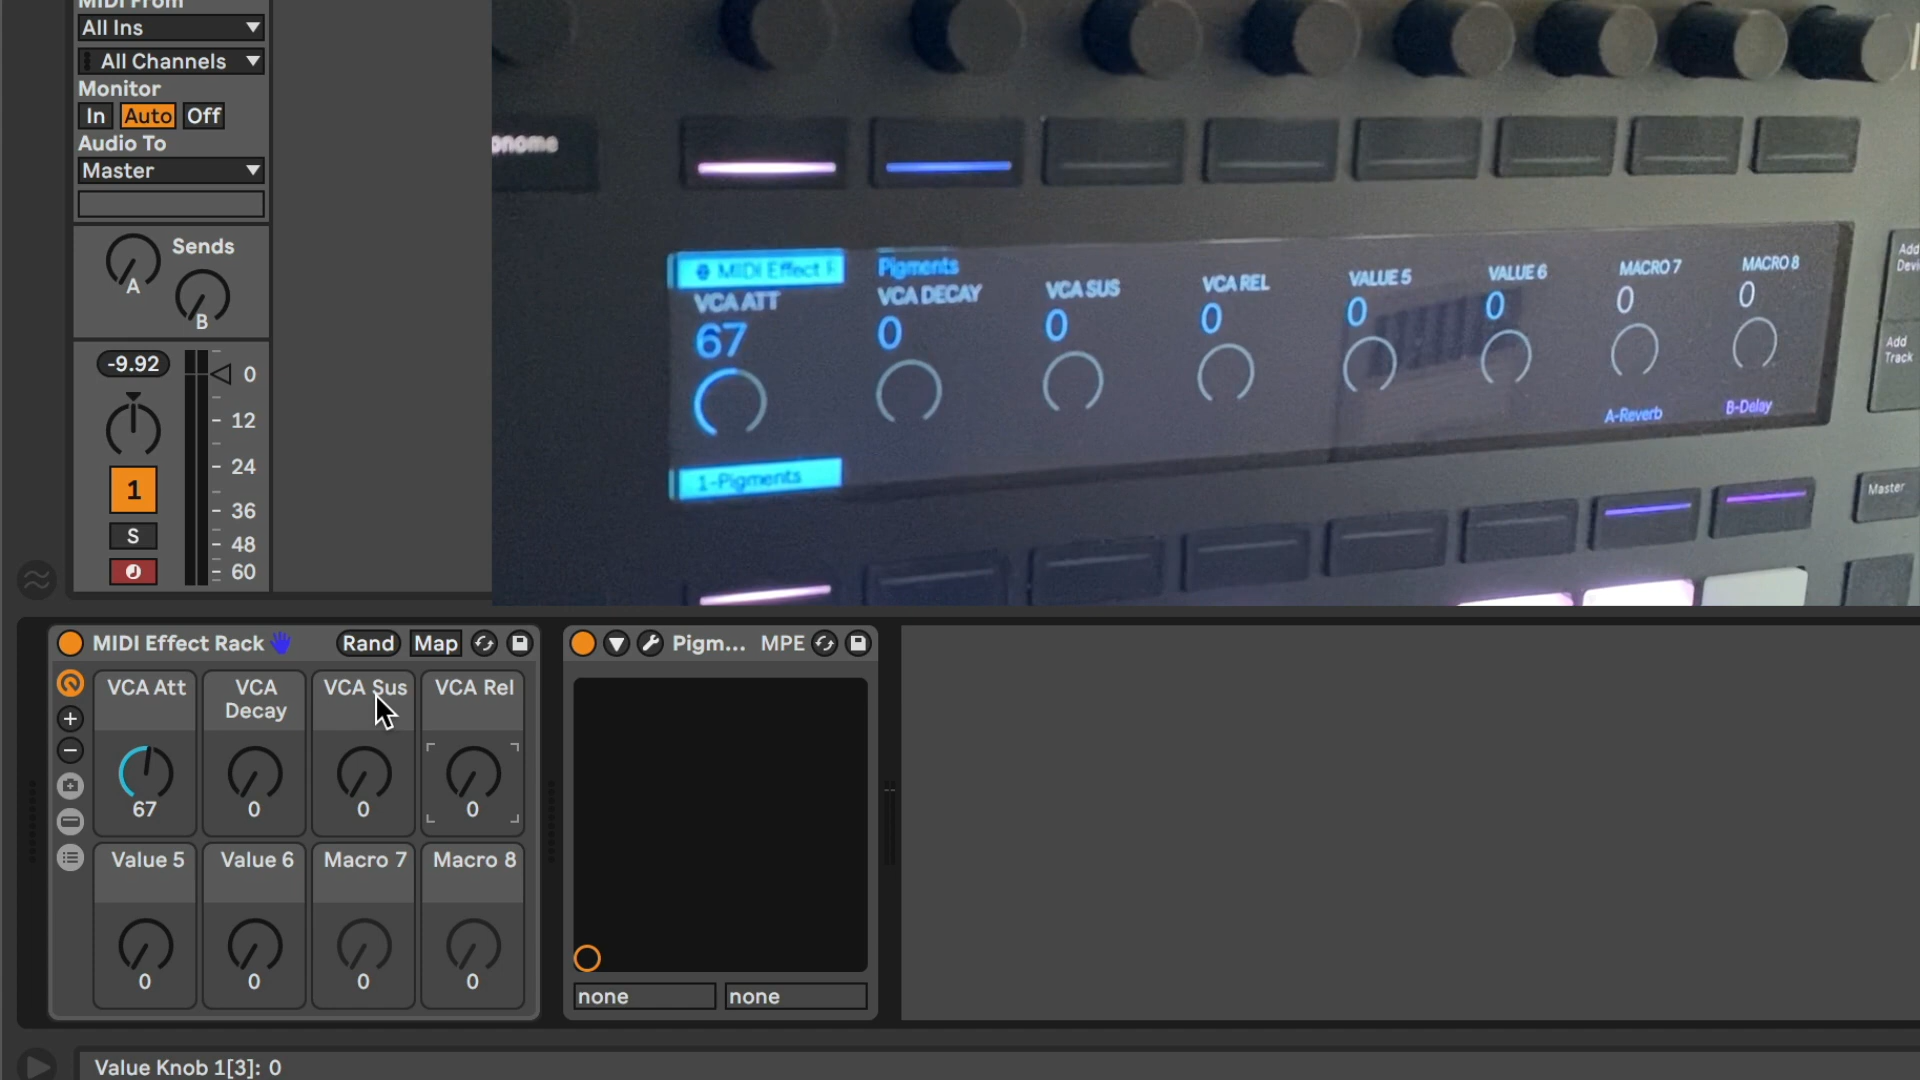 MIDI From
All Ins
All Channels
Monitor
In Auto Off
Audio To
Master
Sends
A
B
-9.92
0
12
24
36
48
60
1
S
onome
MIDI Effect R
Pigments
VCA ATT
VCA DECAY
VCA SUS
VCA REL
VALUE 5
VALUE 6
MACRO 7
MACRO 8
67
0
0
0
0
0
0
0
A-Reverb
B-Delay
1-Pigments
Add
Devi
Add
Track
Master
MIDI Effect Rack Rand Map
VCA Att
VCA
Decay
VCA Sus
VCA Rel
67
0
0
0
Value 5
Value 6
Macro 7
Macro 8
0
0
0
0
Pigm... MPE
none
none
Value Knob 1[3]: 0